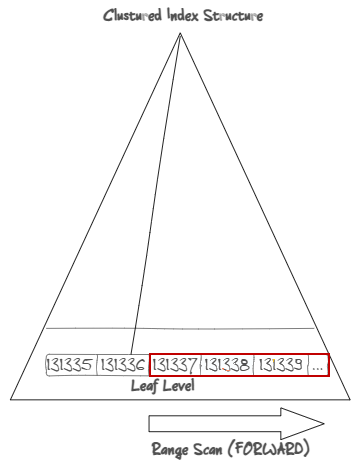 Clustured Index Structure
131335 131336 131337 131338 131339 ...
Leaf Level
Range Scan (FORWARD)